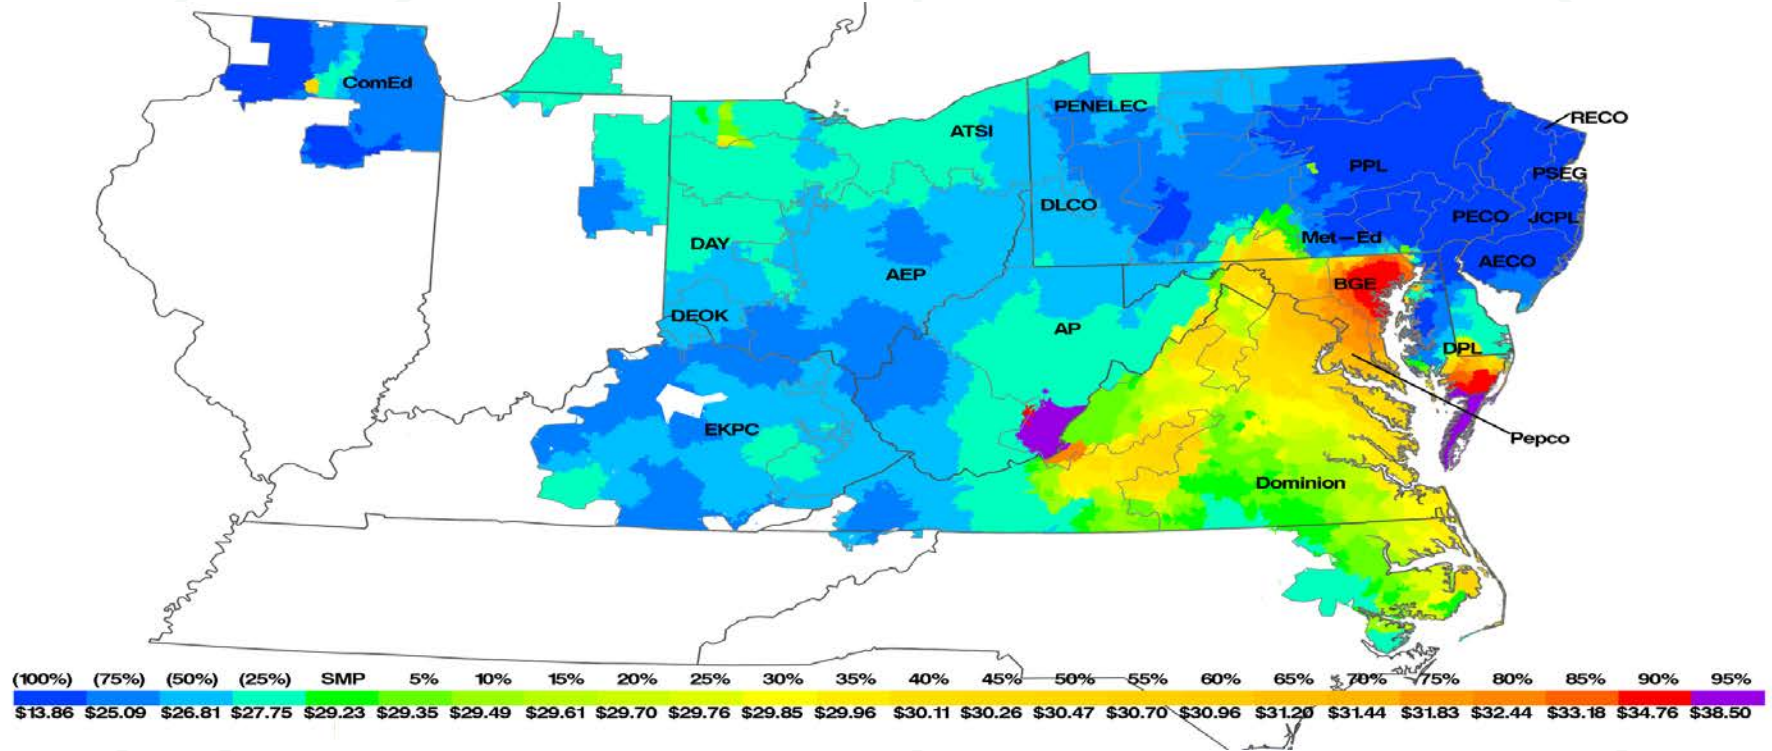 ComEd
PENELEC
RECO
ATSI
PPL
PSEG
DLCO
PECO
JCPL
Met-Ed
DAY
AECO
AEP
BGE
DEOK
AP
DPL
EKPC
Pepco
Dominion
(100%) (75%) (50%) (25%) SMP 5% 10% 15% 20% 25% 30% 35% 40% 45% 50% 55% 60% 65% 70% 75% 80% 85% 90% 95%
$13.86 $25.09 $26.81 $27.75 $29.23 $29.35 $29.49 $29.61 $29.70 $29.76 $29.85 $29.96 $30.11 $30.26 $30.47 $30.70 $30.96 $31.20 $31.44 $31.83 $32.44 $33.18 $34.76 $38.50